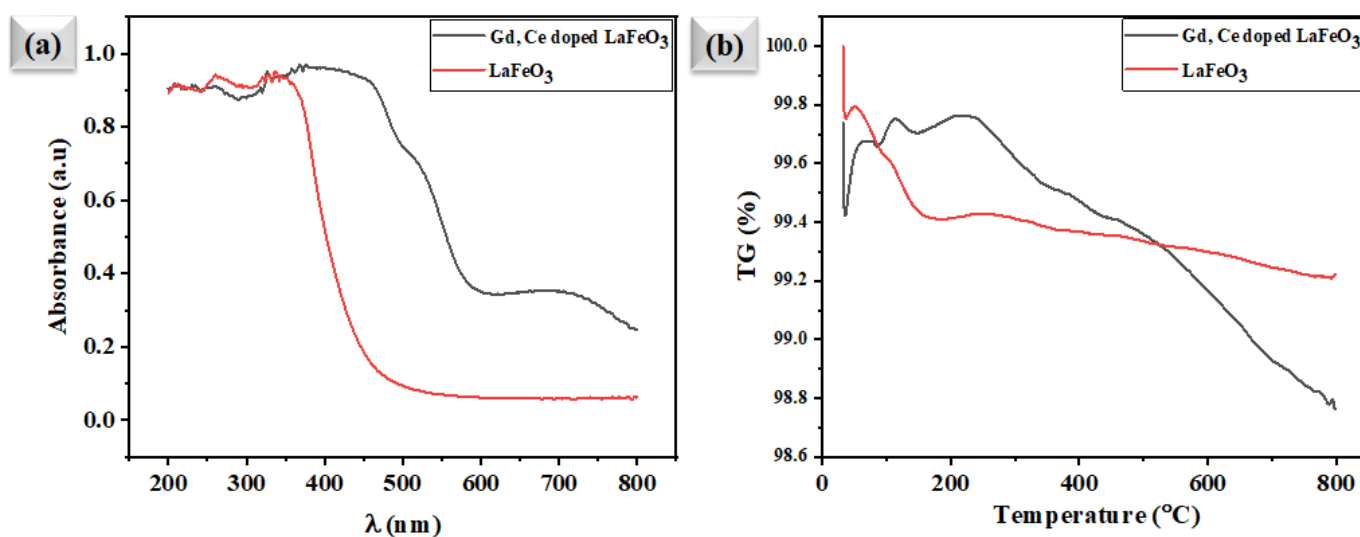 (a)
Gd, Ce doped LaFeO₃
LaFeO₃
Absorbance (a.u)
1.0
0.8
0.6
0.4
0.2
0.0
200 300 400 500 600 700 800
λ (nm)
(b)
Gd, Ce doped LaFeO₃
LaFeO₃
TG (%)
100.0
99.8
99.6
99.4
99.2
99.0
98.8
98.6
0 200 400 600 800
Temperature (°C)